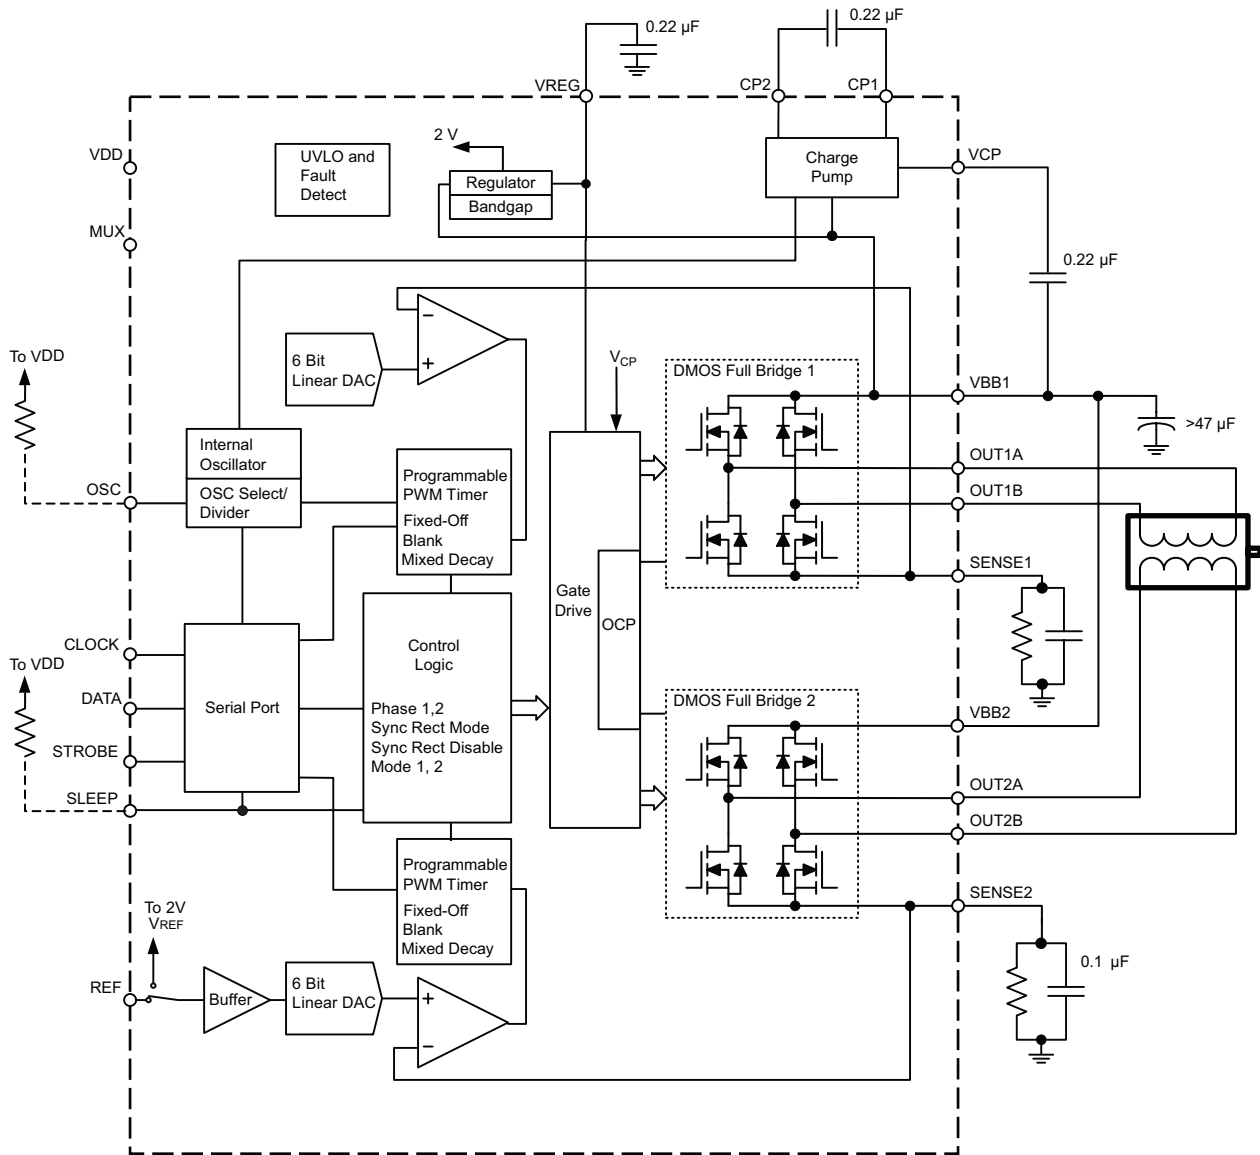 0.22 µF
0.22 µF
VREG
CP2
CP1
2 V
VDD
UVLO and
Fault
Detect
Regulator
Bandgap
Charge
Pump
VCP
MUX
0.22 µF
To VDD
6 Bit
Linear DAC
−
+
VCP
DMOS Full Bridge 1
VBB1
>47 µF
Internal
Oscillator
OSC
OSC Select/
Divider
Programmable
PWM Timer
Fixed-Off
Blank
Mixed Decay
OUT1A
OUT1B
SENSE1
Gate
Drive
OCP
CLOCK
To VDD
DATA
STROBE
SLEEP
Serial Port
Control
Logic
Phase 1,2
Sync Rect Mode
Sync Rect Disable
Mode 1, 2
DMOS Full Bridge 2
VBB2
OUT2A
OUT2B
Programmable
PWM Timer
Fixed-Off
Blank
Mixed Decay
SENSE2
To 2V
VREF
REF
Buffer
6 Bit
Linear DAC
+
−
0.1 µF